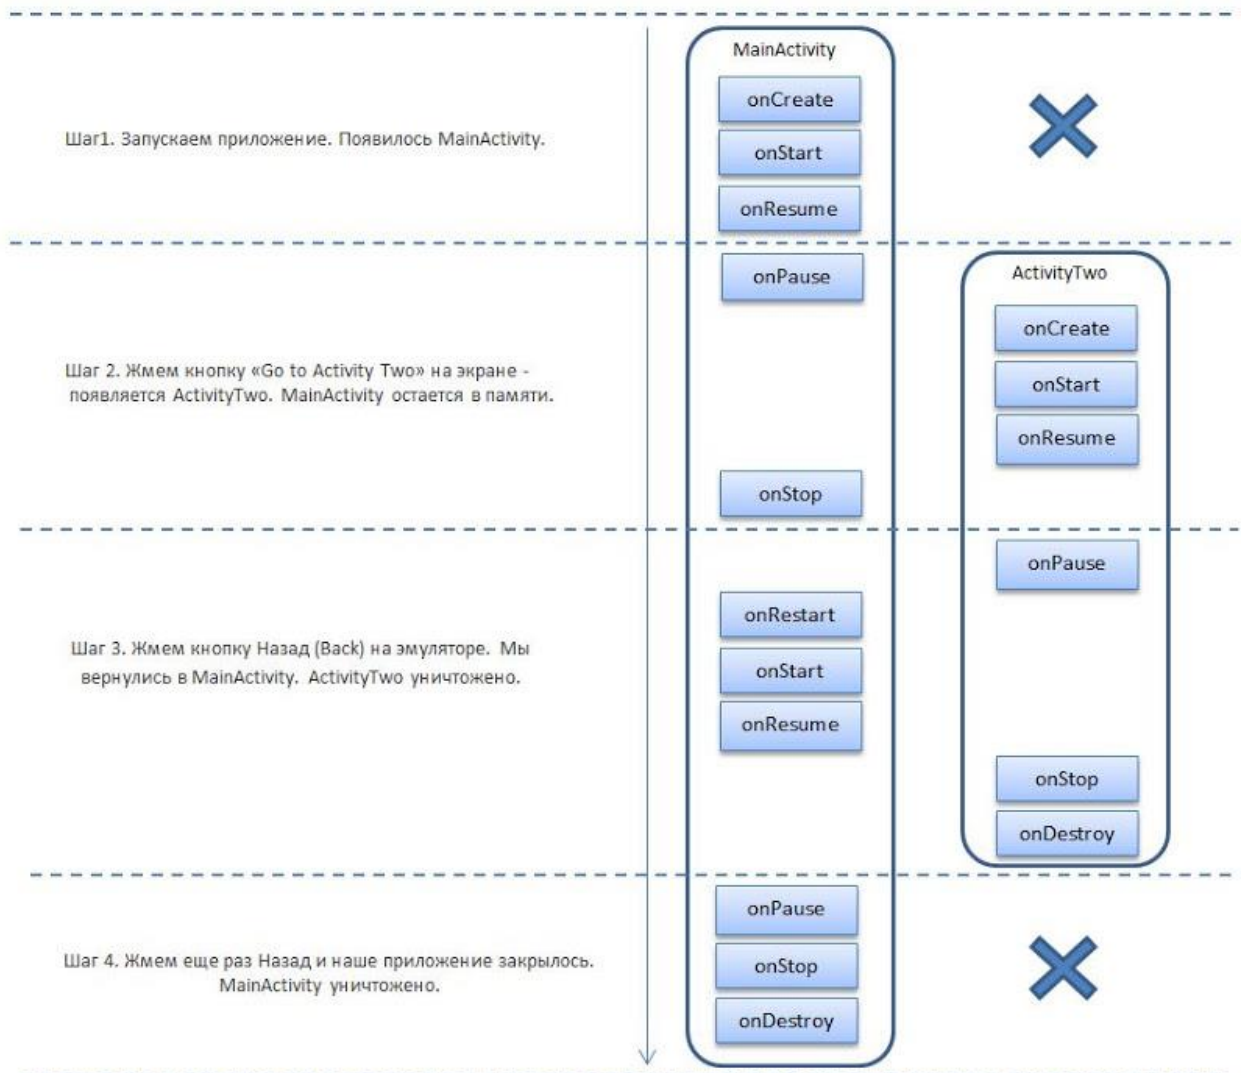 MainActivity
onCreate
Шаг1. Запускаем приложение. Появилось MainActivity.
onStart
onResume
onPause
ActivityTwo
onCreate
Шаг 2. Жмем кнопку «Go to Activity Two» на экране -
появляется ActivityTwo. MainActivity остается в памяти.
onStart
onResume
onStop
onPause
onRestart
Шаг 3. Жмем кнопку Назад (Back) на эмуляторе. Мы
вернулись в MainActivity. ActivityTwo уничтожено.
onStart
onResume
onStop
onDestroy
onPause
Шаг 4. Жмем еще раз Назад и наше приложение закрылось.
MainActivity уничтожено.
onStop
onDestroy